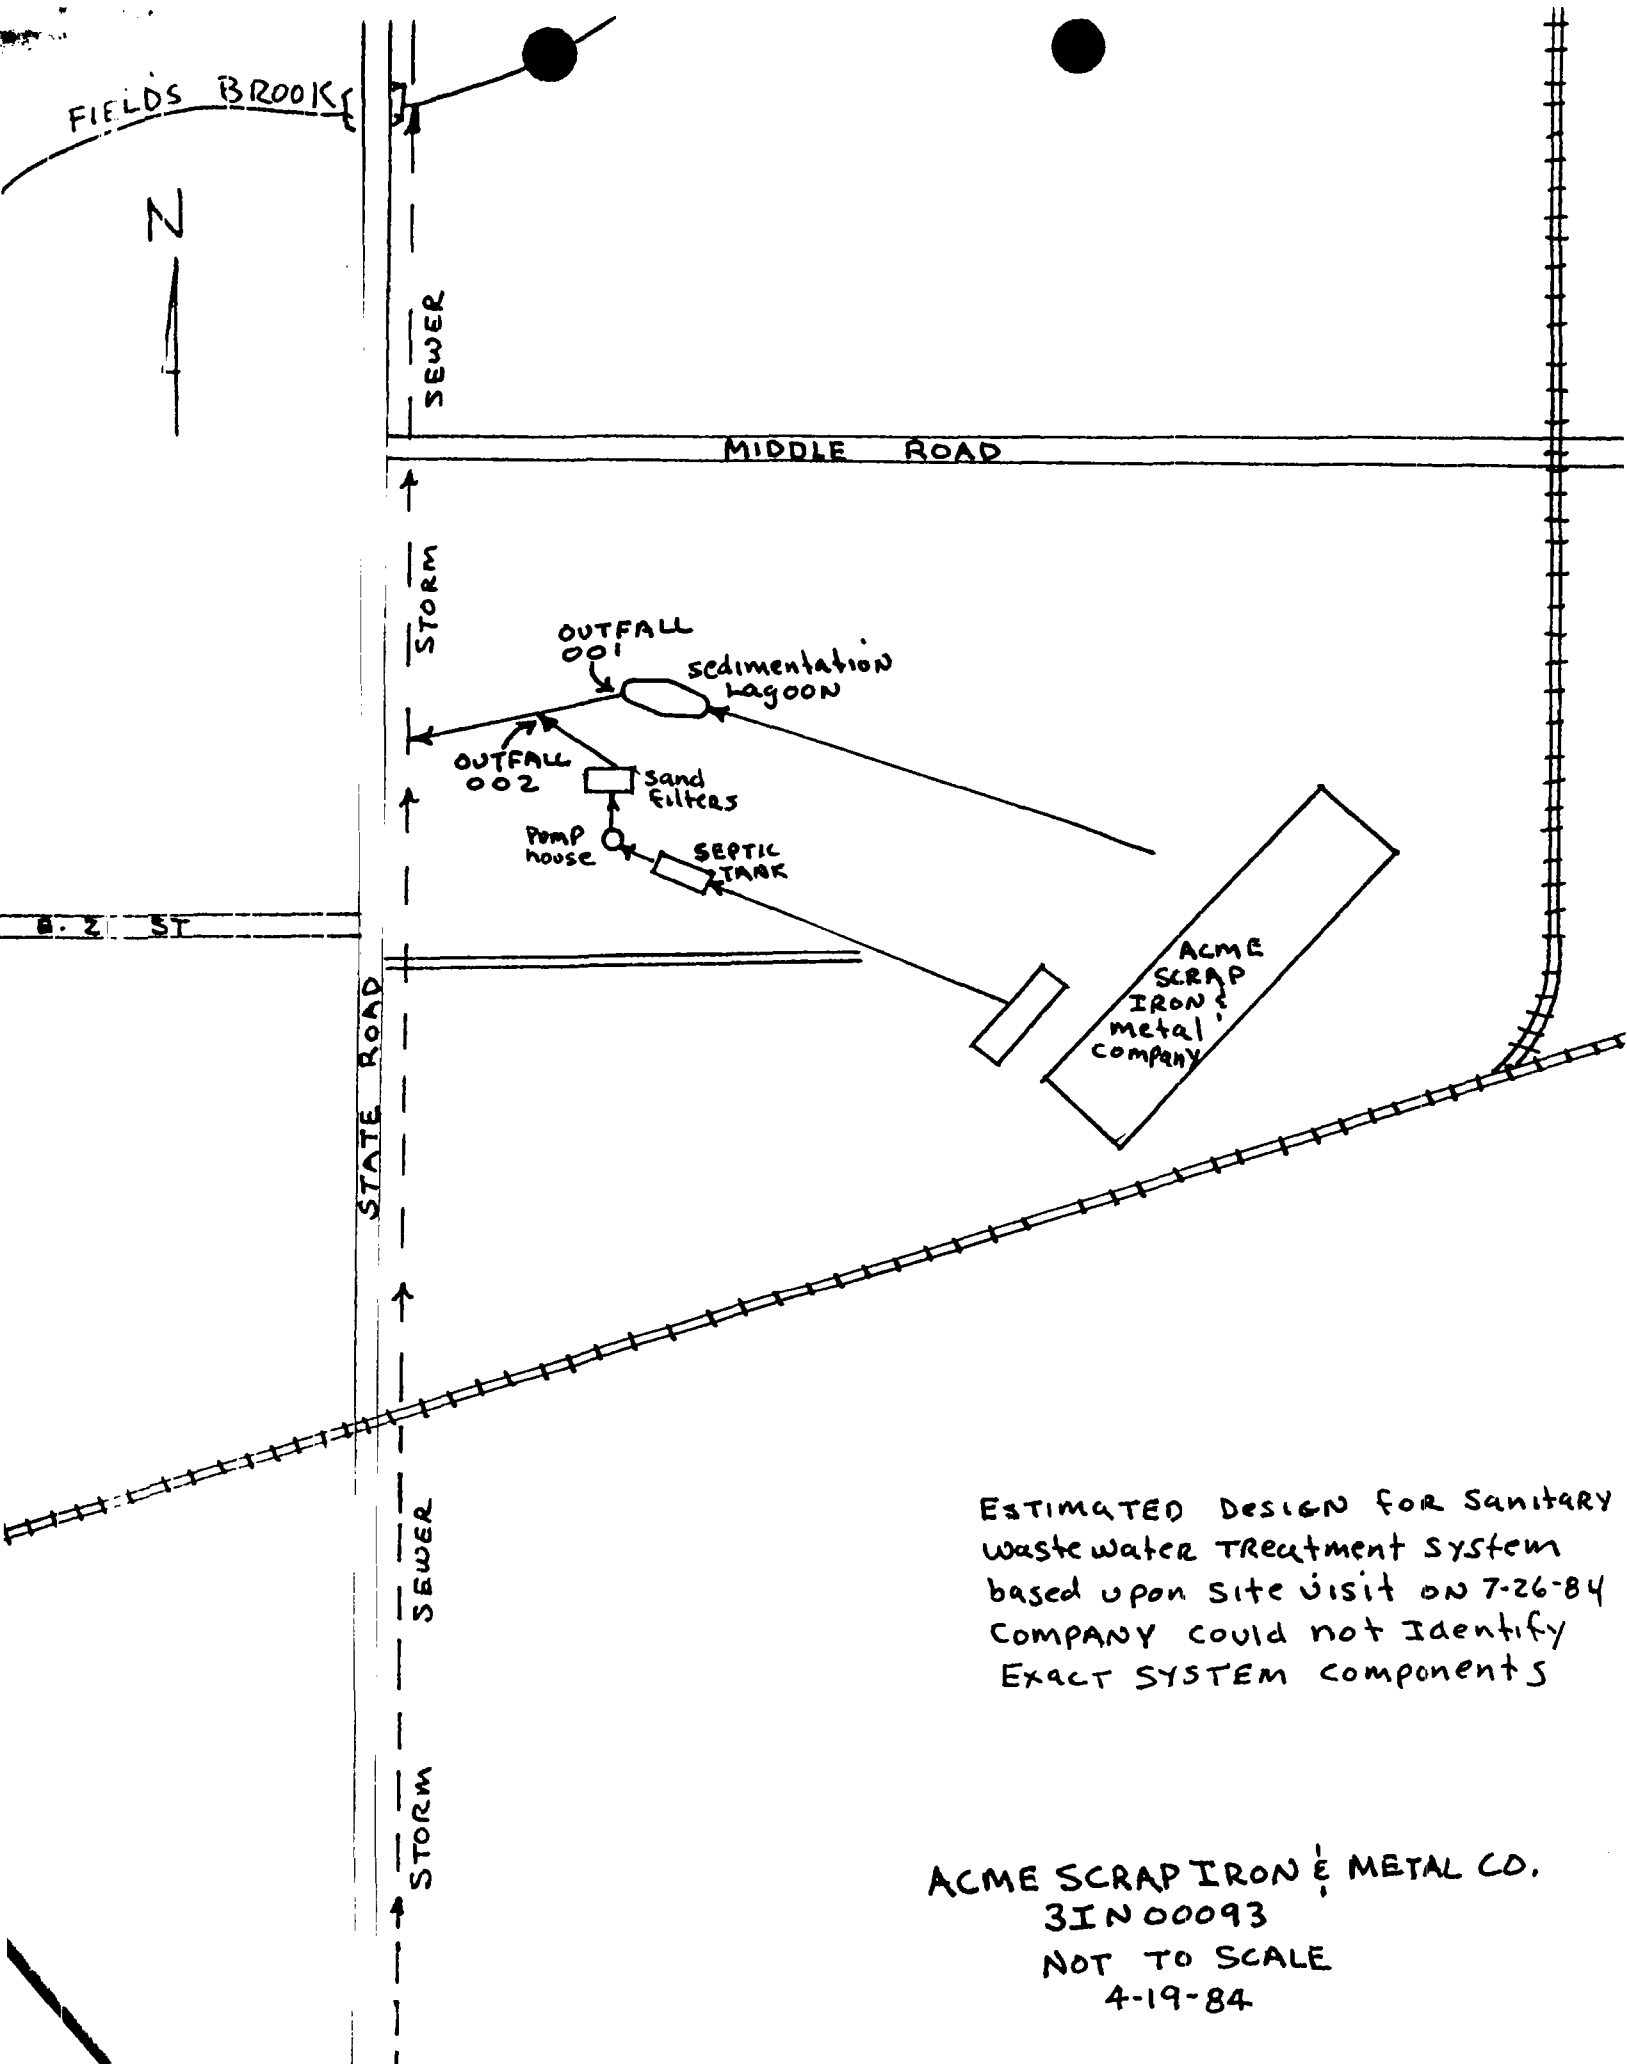 FIELDS BROOK
N
SEWER
MIDDLE ROAD
STORM
OUTFALL
001
sedimentation
Lagoon
OUTFALL
002
sand
filters
Pump
house
SEPTIC
TANK
ST
ACME
SCRAP
IRON &
metal
company
STATE ROAD
SEWER
ESTIMATED DESIGN FOR SANITARY
wastewater TReatment system
based upon site visit on 7-26-84
COMPANY could not Identify
Exact SYSTEM components
STORM
ACME SCRAP IRON & METAL CO.
3IN00093
NOT TO SCALE
4-19-84